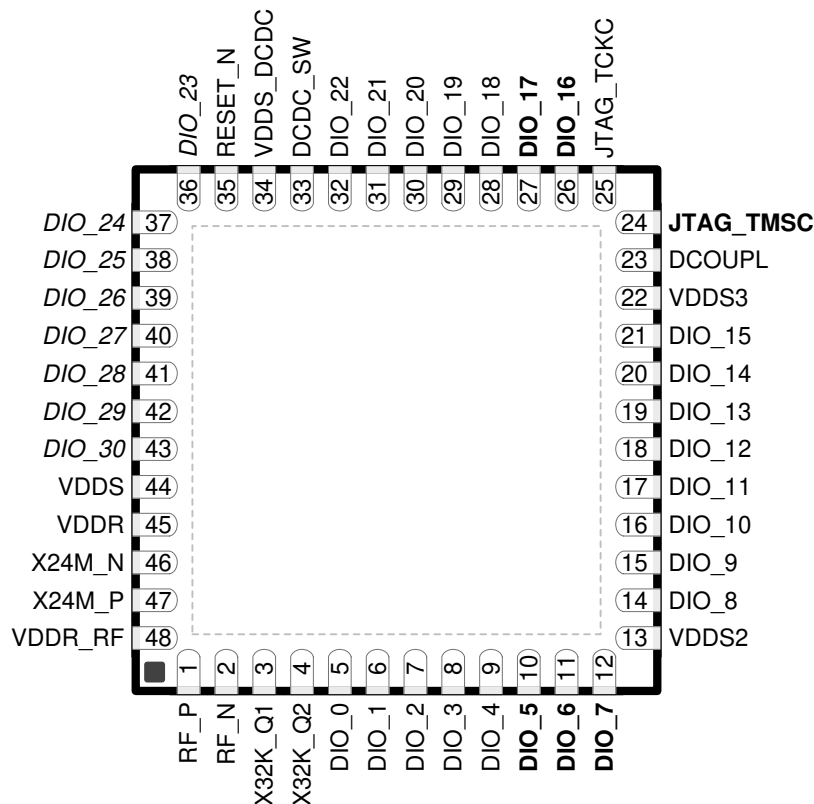 DIO_23
RESET_N
VDDS_DCDC
DCDC_SW
DIO_22
DIO_21
DIO_20
DIO_19
DIO_18
DIO_17
DIO_16
JTAG_TCKC
36
35
34
33
32
31
30
29
28
27
26
25
DIO_24 37
DIO_25 38
DIO_26 39
DIO_27 40
DIO_28 41
DIO_29 42
DIO_30 43
VDDS 44
VDDR 45
X24M_N 46
X24M_P 47
VDDR_RF 48
24 JTAG_TMSC
23 DCOUPL
22 VDDS3
21 DIO_15
20 DIO_14
19 DIO_13
18 DIO_12
17 DIO_11
16 DIO_10
15 DIO_9
14 DIO_8
13 VDDS2
1
2
3
4
5
6
7
8
9
10
11
12
RF_P
RF_N
X32K_Q1
X32K_Q2
DIO_0
DIO_1
DIO_2
DIO_3
DIO_4
DIO_5
DIO_6
DIO_7